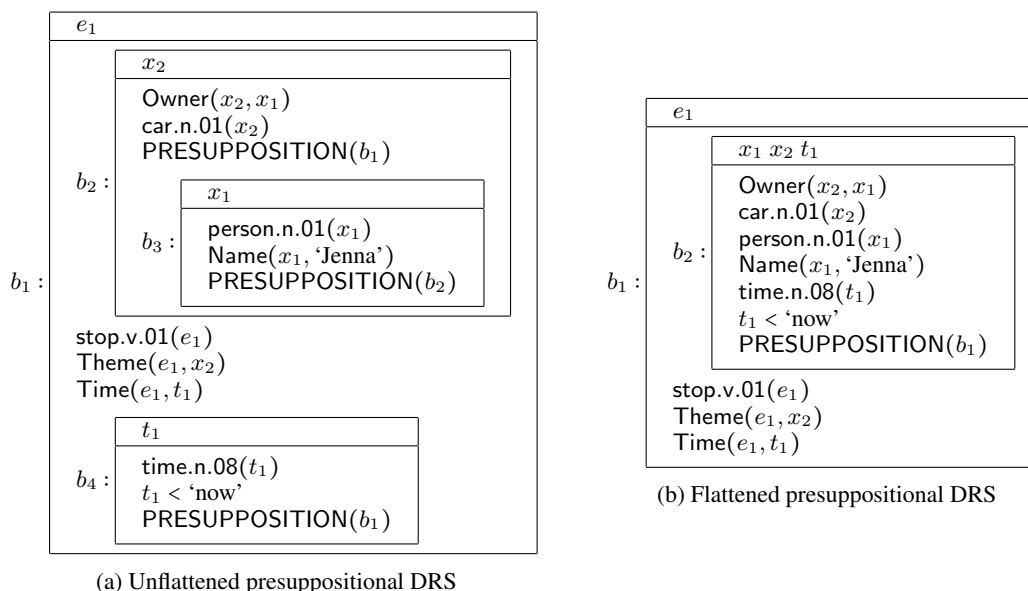 e₁
x₂
Owner(x₂, x₁)
car.n.01(x₂)
PRESUPPOSITION(b₁)
b₂ :
x₁
person.n.01(x₁)
b₃ :
Name(x₁, ‘Jenna’)
PRESUPPOSITION(b₂)
b₁ :
stop.v.01(e₁)
Theme(e₁, x₂)
Time(e₁, t₁)
t₁
time.n.08(t₁)
b₄ :
t₁ < ‘now’
PRESUPPOSITION(b₁)
(a) Unflattened presuppositional DRS
e₁
x₁ x₂ t₁
Owner(x₂, x₁)
car.n.01(x₂)
person.n.01(x₁)
b₂ :
Name(x₁, ‘Jenna’)
time.n.08(t₁)
b₁ :
t₁ < ‘now’
PRESUPPOSITION(b₁)
stop.v.01(e₁)
Theme(e₁, x₂)
Time(e₁, t₁)
(b) Flattened presuppositional DRS